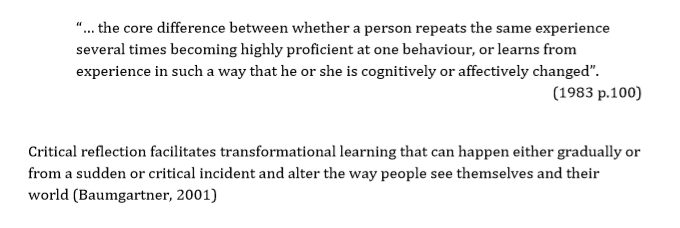 “… the core difference between whether a person repeats the same experience
several times becoming highly proficient at one behaviour, or learns from
experience in such a way that he or she is cognitively or affectively changed”.
(1983 p.100)
Critical reflection facilitates transformational learning that can happen either gradually or
from a sudden or critical incident and alter the way people see themselves and their
world (Baumgartner, 2001)